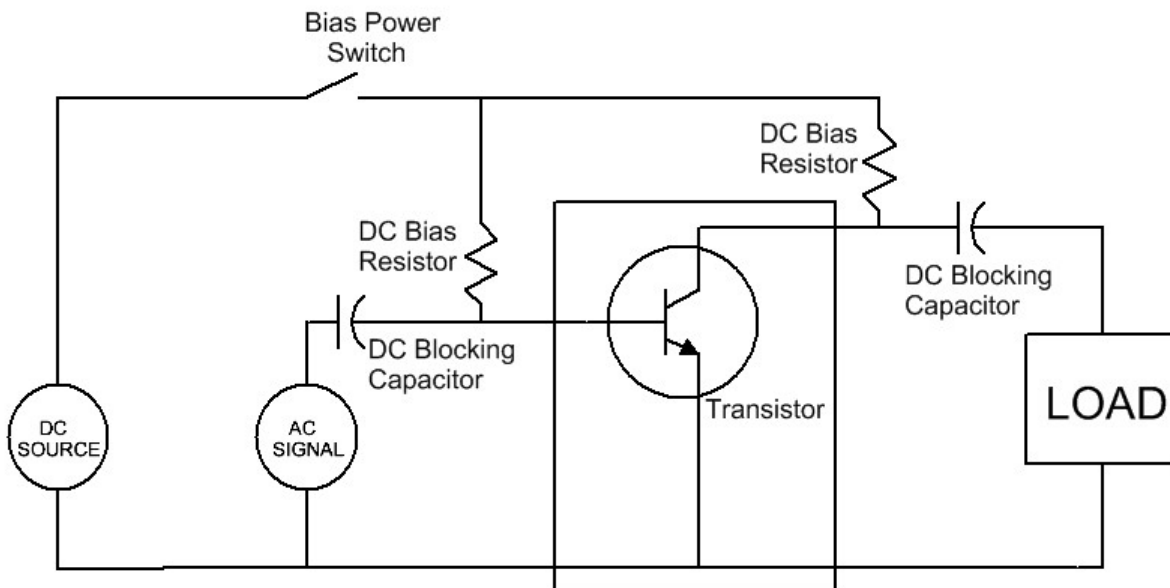 Bias Power
Switch
DC Bias
Resistor
DC Bias
Resistor
DC Blocking
Capacitor
DC Blocking
Capacitor
DC
SOURCE
AC
SIGNAL
Transistor
LOAD